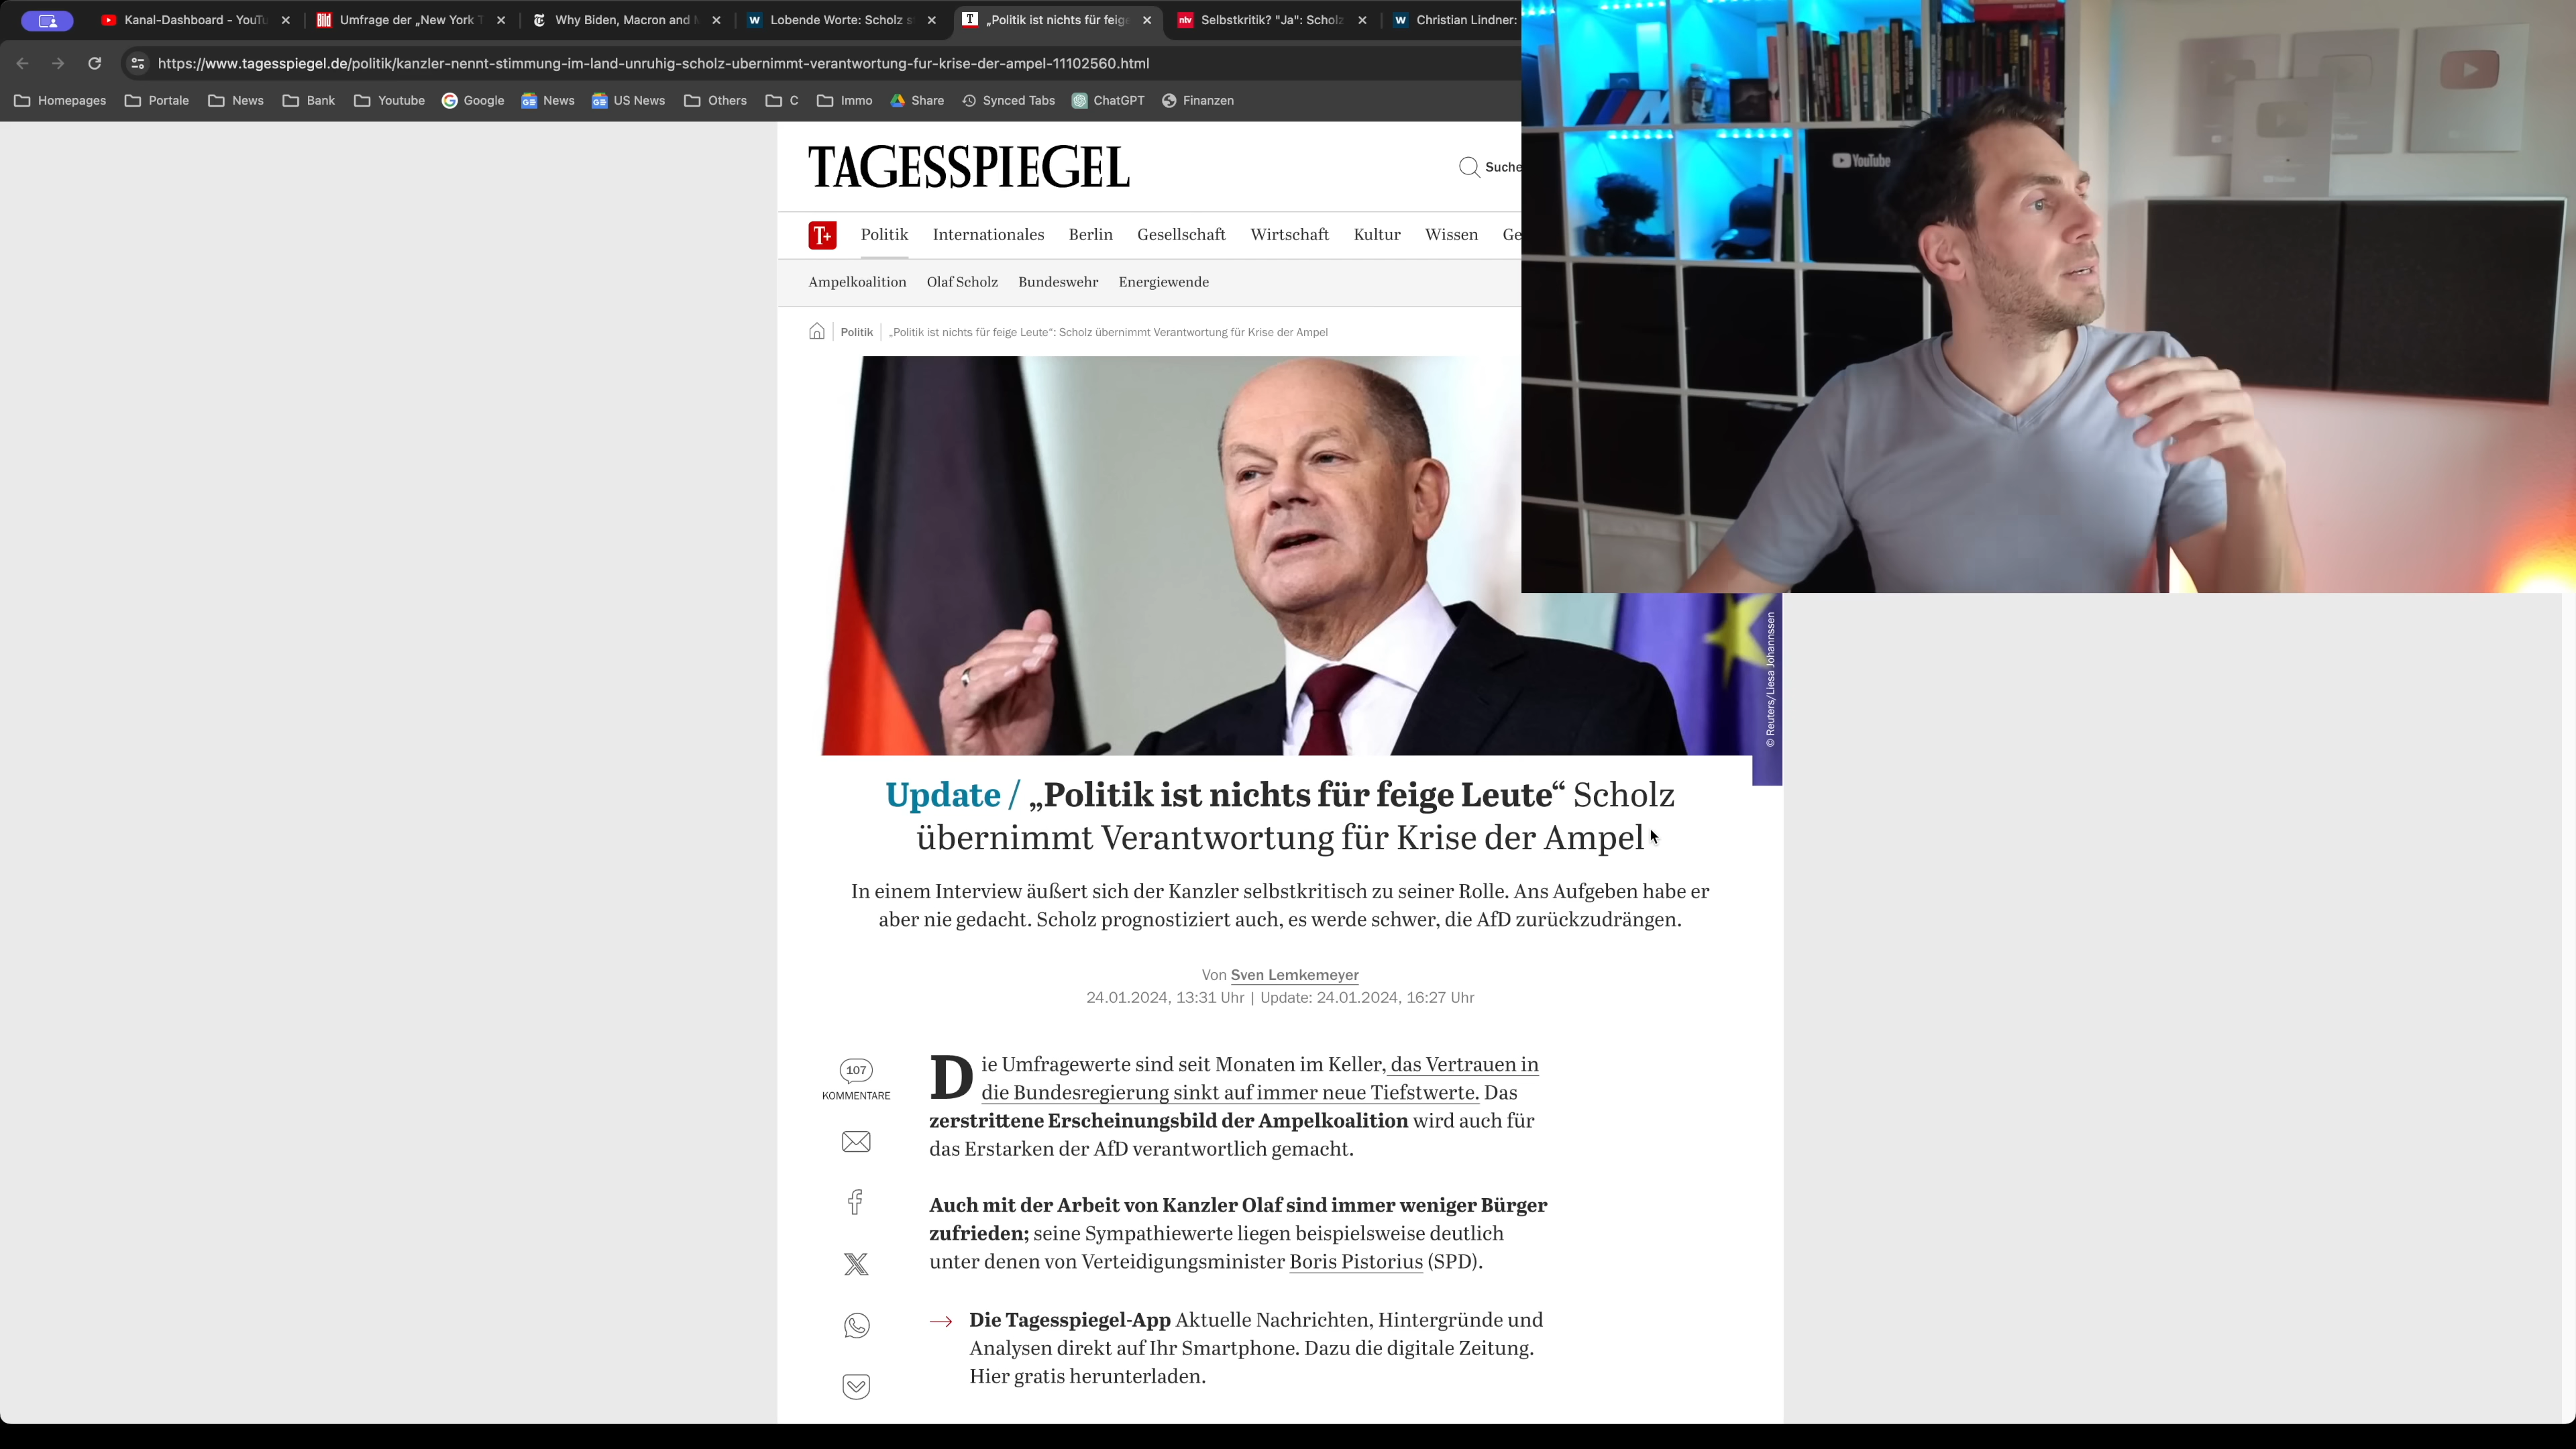 Kanal-Dashboard - YouTu
Umfrage der „New York T
Why Biden, Macron and M
Lobende Worte: Scholz s
„Politik ist nichts für feige
Selbstkritik? "Ja": Scholz
Christian Lindner:
https://www.tagesspiegel.de/politik/kanzler-nennt-stimmung-im-land-unruhig-scholz-ubernimmt-verantwortung-fur-krise-der-ampel-11102560.html
Homepages
Portale
News
Bank
Youtube
Google
News
US News
Others
C
Immo
Share
Synced Tabs
ChatGPT
Finanzen
YouTube
TAGESSPIEGEL
Suche
T+ Politik Internationales Berlin Gesellschaft Wirtschaft Kultur Wissen Ge
Ampelkoalition Olaf Scholz Bundeswehr Energiewende
Politik | „Politik ist nichts für feige Leute“: Scholz übernimmt Verantwortung für Krise der Ampel
© Reuters/Liesa Johannssen
Update / „Politik ist nichts für feige Leute“ Scholz
übernimmt Verantwortung für Krise der Ampel
In einem Interview äußert sich der Kanzler selbstkritisch zu seiner Rolle. Ans Aufgeben habe er
aber nie gedacht. Scholz prognostiziert auch, es werde schwer, die AfD zurückzudrängen.
Von Sven Lemkemeyer
24.01.2024, 13:31 Uhr | Update: 24.01.2024, 16:27 Uhr
107
KOMMENTARE
Die Umfragewerte sind seit Monaten im Keller, das Vertrauen in
die Bundesregierung sinkt auf immer neue Tiefstwerte. Das
zerstrittene Erscheinungsbild der Ampelkoalition wird auch für
das Erstarken der AfD verantwortlich gemacht.
Auch mit der Arbeit von Kanzler Olaf sind immer weniger Bürger
zufrieden; seine Sympathiewerte liegen beispielsweise deutlich
unter denen von Verteidigungsminister Boris Pistorius (SPD).
Die Tagesspiegel-App Aktuelle Nachrichten, Hintergründe und
Analysen direkt auf Ihr Smartphone. Dazu die digitale Zeitung.
Hier gratis herunterladen.